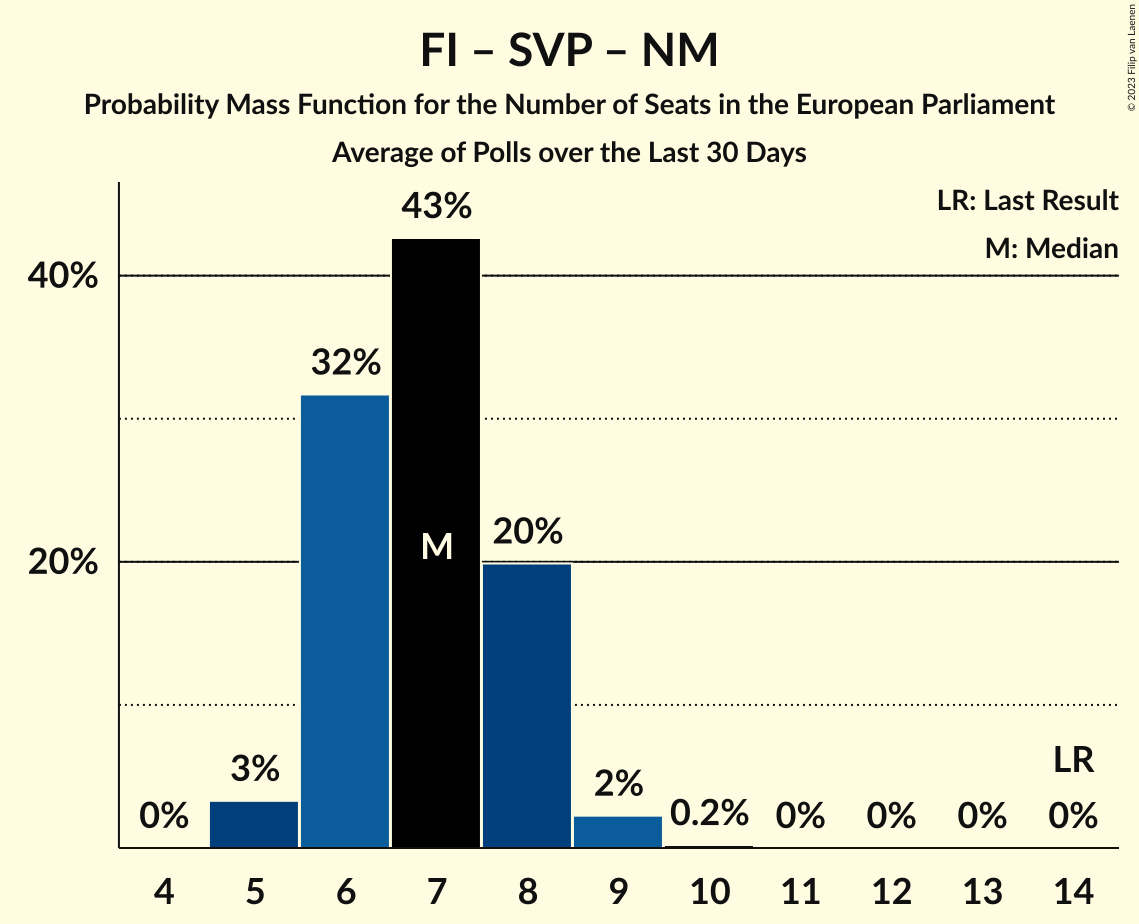 FI – SVP – NM
Probability Mass Function for the Number of Seats in the European Parliament
Average of Polls over the Last 30 Days
© 2023 Filip van Laenen
LR: Last Result
M: Median
43%
40%
32%
M
20%
20%
3%
2%
LR
0%
0.2%
0%
0%
0%
0%
4 5 6 7 8 9 10 11 12 13 14